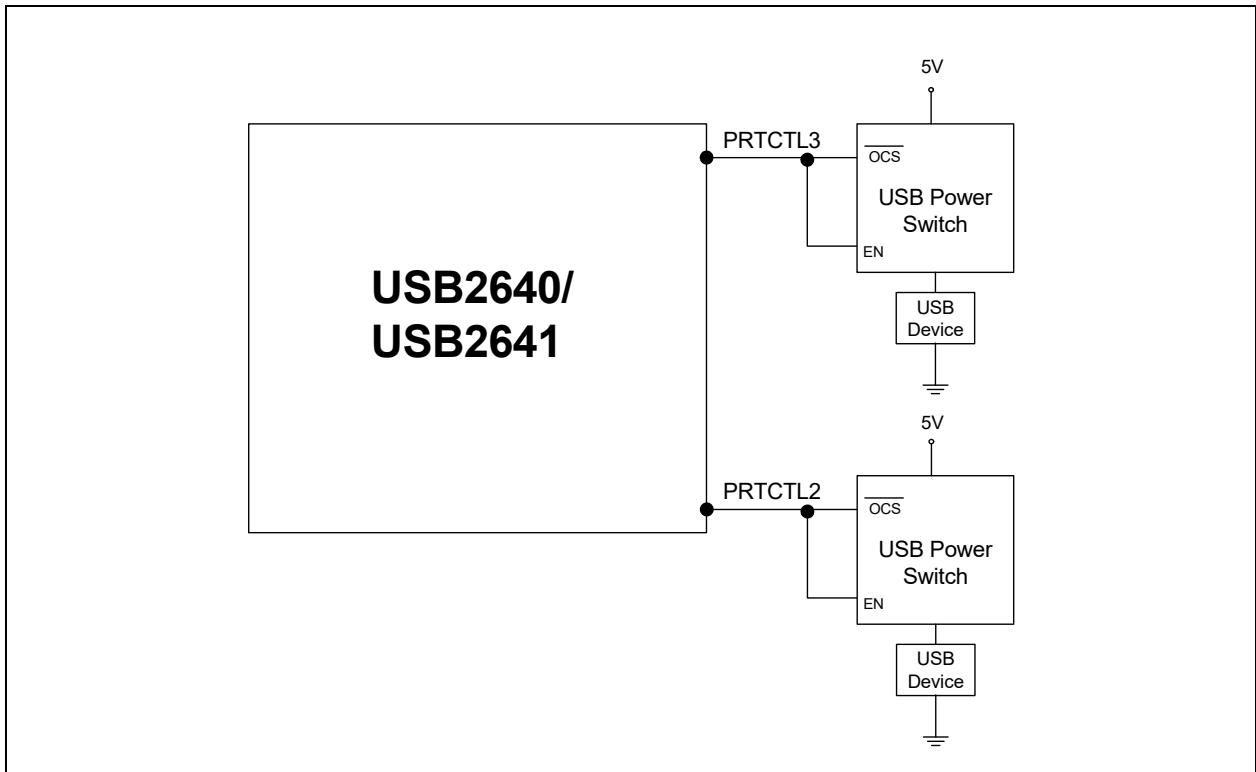 5V
PRTCTL3
OCS
USB Power
Switch
EN
USB2640/
USB2641
USB
Device
5V
PRTCTL2
OCS
USB Power
Switch
EN
USB
Device